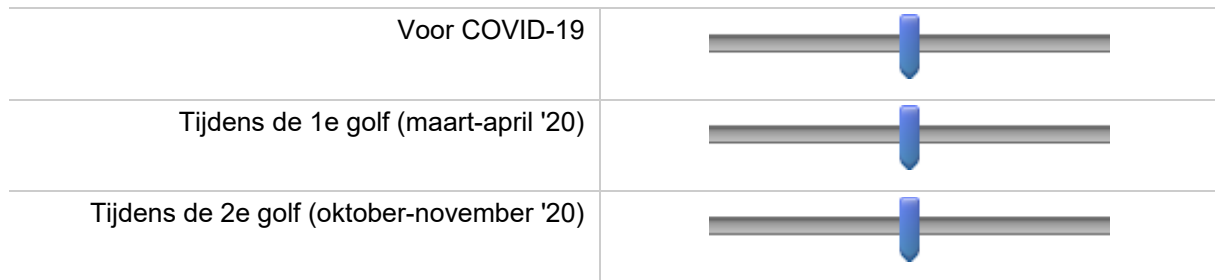 Voor COVID-19
Tijdens de 1e golf (maart-april '20)
Tijdens de 2e golf (oktober-november '20)